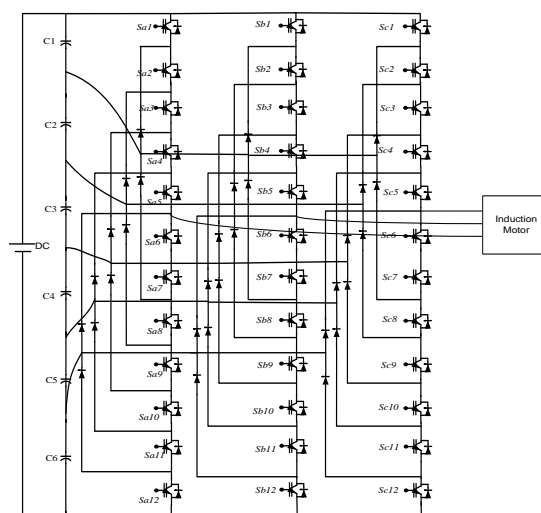 C1
C2
C3
DC
C4
C5
C6
Sa1
Sa2
Sa3
Sa4
Sa5
Sa6
Sa7
Sa8
Sa9
Sa10
Sa11
Sa12
Sb1
Sb2
Sb3
Sb4
Sb5
Sb6
Sb7
Sb8
Sb9
Sb10
Sb11
Sb12
Sc1
Sc2
Sc3
Sc4
Sc5
Sc6
Sc7
Sc8
Sc9
Sc10
Sc11
Sc12
Induction
Motor